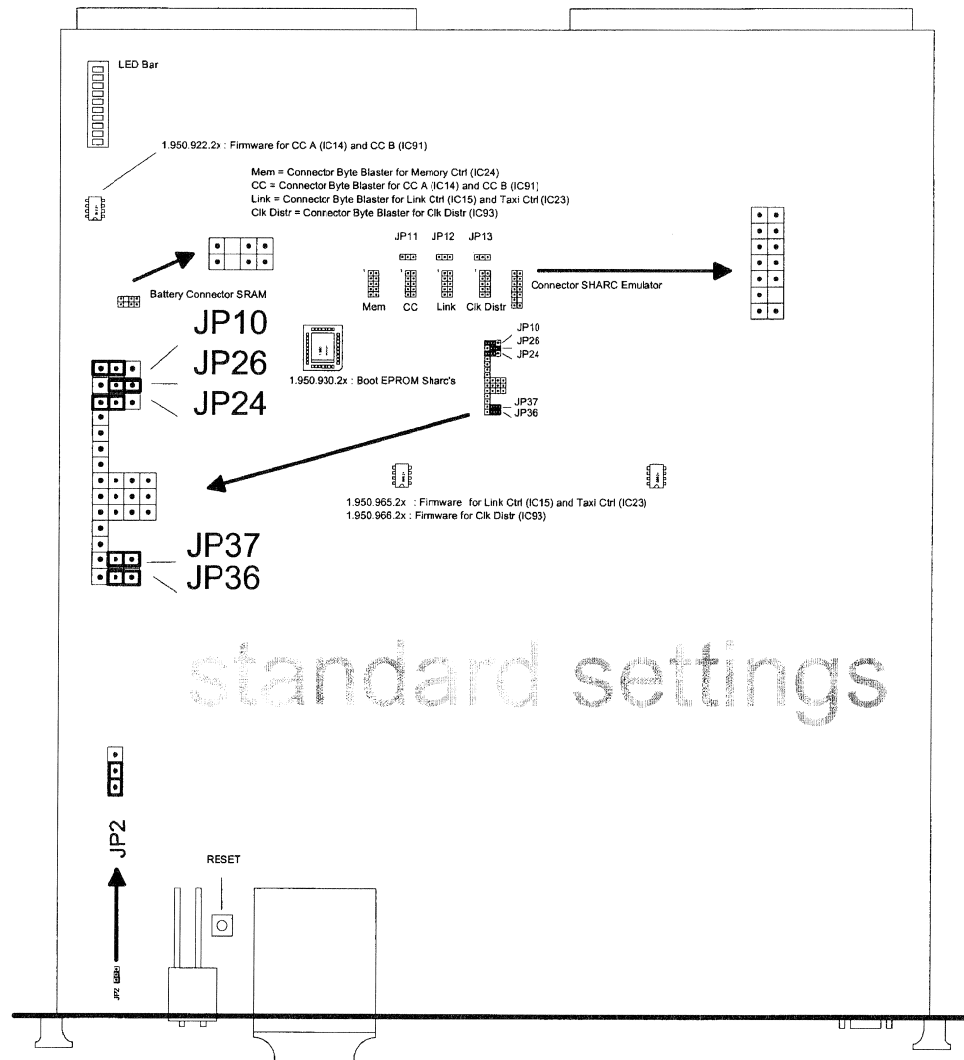 LED Bar
1.950.922.2x : Firmware for CC A (IC14) and CC B (IC91)
Mem = Connector Byte Blaster for Memory Ctrl (IC24)
CC = Connector Byte Blaster for CC A (IC14) and CC B (IC91)
Link = Connector Byte Blaster for Link Ctrl (IC15) and Taxi Ctrl (IC23)
Clk Distr = Connector Byte Blaster for Clk Distr (IC93)
JP11 JP12 JP13
1 1 1 1
Connector SHARC Emulator
Battery Connector SRAM
Mem CC Link Clk Distr
JP10
JP26
JP24
JP10
JP26
JP24
1.950.930.2x : Boot EPROM Sharc's
JP37
JP36
1.950.965.2x : Firmware for Link Ctrl (IC15) and Taxi Ctrl (IC23)
1.950.966.2x : Firmware for Clk Distr (IC93)
JP37
JP36
standard settings
JP2
RESET
JP2